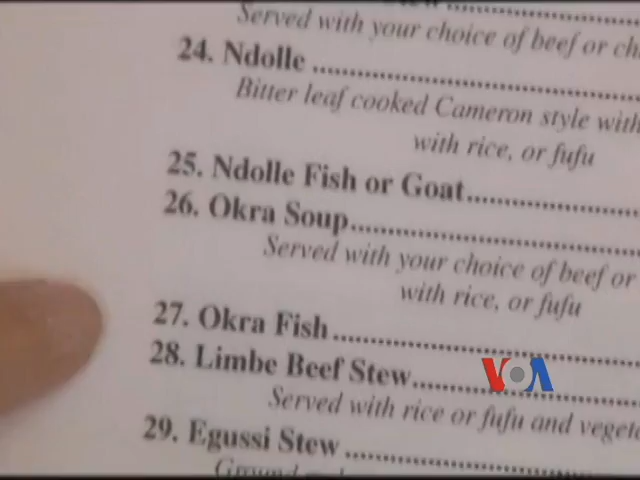 Served with your choice of beef or
24. Ndolle ............................
Bitter leaf cooked Cameron style with
with rice, or fufu
25. Ndolle Fish or Goat..................
26. Okra Soup............................
Served with your choice of beef or
with rice, or fufu
27. Okra Fish ............................
28. Limbe Beef Stew......................
VOA
Served with rice or fufu and
29. Egussi Stew ..........................
Ground